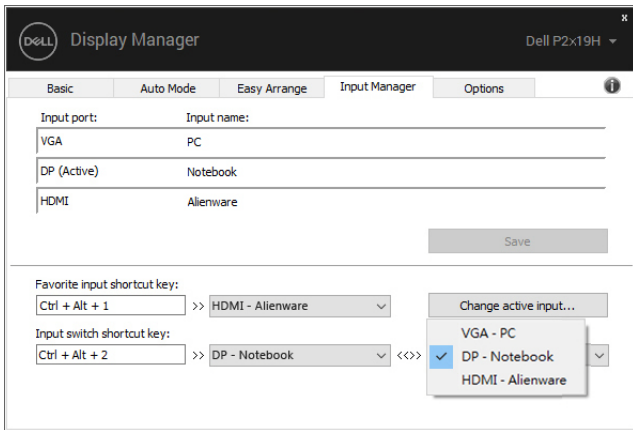 x
DELL Display Manager Dell P2x19H
Basic Auto Mode Easy Arrange Input Manager Options i
Input port: Input name:
VGA PC
DP (Active) Notebook
HDMI Alienware
Save
Favorite input shortcut key:
Ctrl + Alt + 1 >> HDMI - Alienware Change active input...
Input switch shortcut key:
Ctrl + Alt + 2 >> DP - Notebook <<>>
VGA - PC
DP - Notebook
HDMI - Alienware